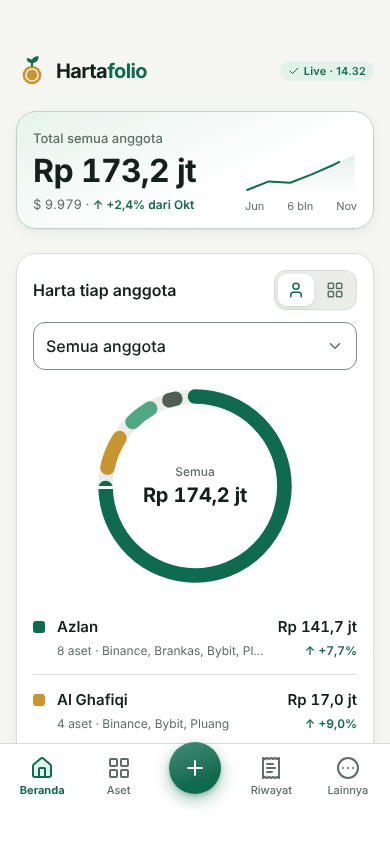 Hartafolio
Live · 14.32
Total semua anggota
Rp 173,2 jt
$ 9.979 · ↑ +2,4% dari Okt
Jun 6 bln Nov
Harta tiap anggota
Semua anggota
Semua
Rp 174,2 jt
Azlan Rp 141,7 jt
8 aset · Binance, Brankas, Bybit, Pl... ↑ +7,7%
Al Ghafiqi Rp 17,0 jt
4 aset · Binance, Bybit, Pluang ↑ +9,0%
Beranda Aset Riwayat Lainnya